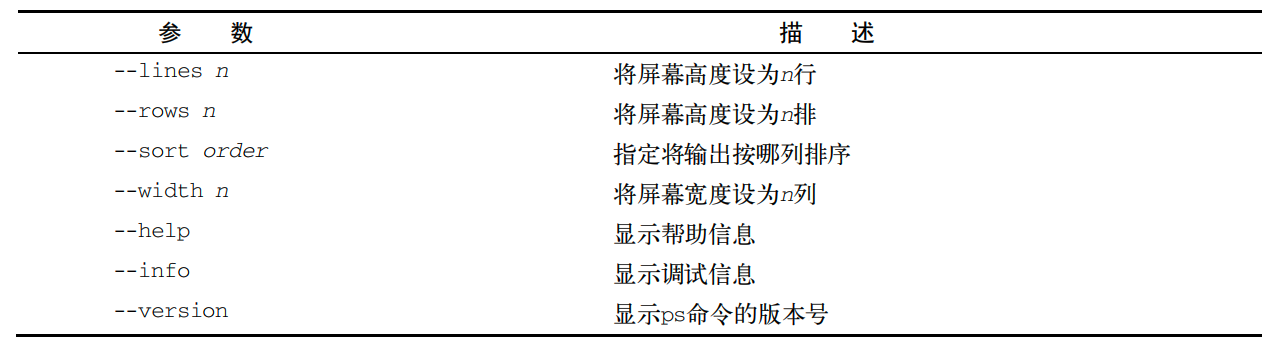 参 数 描 述
--lines n 将屏幕高度设为n行
--rows n 将屏幕高度设为n排
--sort order 指定将输出按哪列排序
--width n 将屏幕宽度设为n列
--help 显示帮助信息
--info 显示调试信息
--version 显示ps命令的版本号